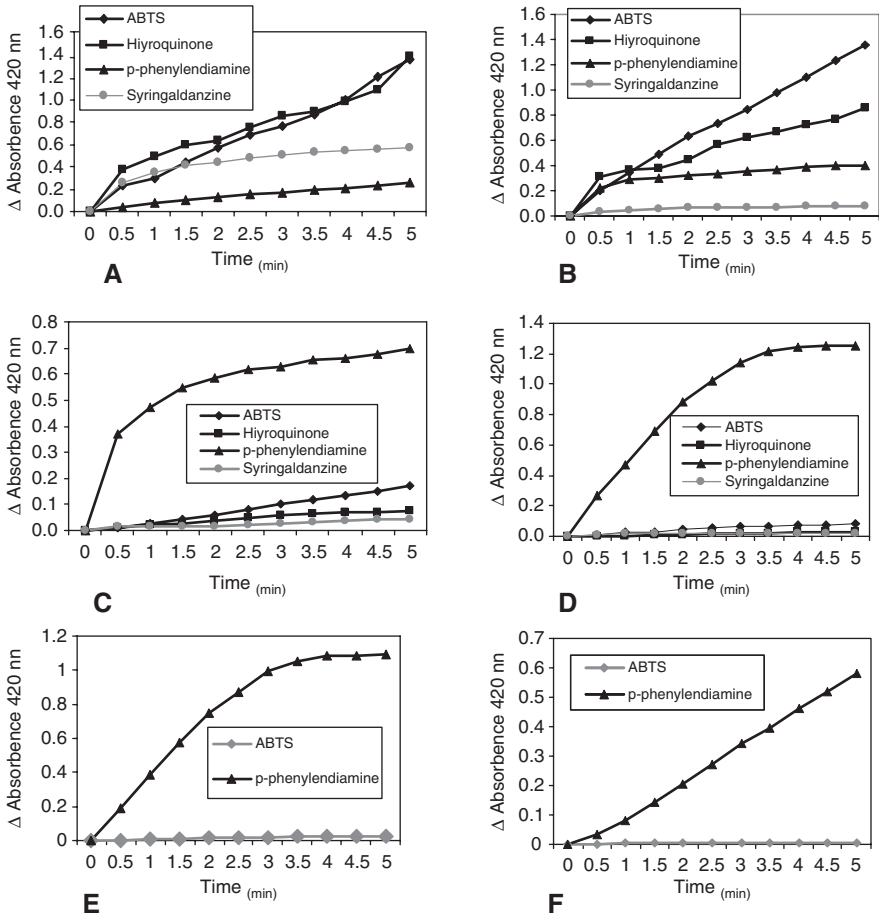 Δ Absorbence 420 nn
1.6
1.4
1.2
1.0
0.8
0.6
0.4
0.2
0.0
ABTS
Hiyroquinone
p-phenylendiamine
Syringaldanzine
0 0.5 1 1.5 2 2.5 3 3.5 4 4.5 5
Time (min)
A
Δ Absorbence 420 nn
1.6
1.4
1.2
1.0
0.8
0.6
0.4
0.2
0.0
ABTS
Hiyroquinone
p-phenylendiamine
Syringaldanzine
0 0.5 1 1.5 2 2.5 3 3.5 4 4.5 5
Time (min)
B
Δ Absorbence 420 nn
0.8
0.7
0.6
0.5
0.4
0.3
0.2
0.1
0.0
ABTS
Hiyroquinone
p-phenylendiamine
Syringaldanzine
0 0.5 1 1.5 2 2.5 3 3.5 4 4.5 5
Time (min)
C
Δ Absorbence 420 nn
1.4
1.2
1.0
0.8
0.6
0.4
0.2
0.0
ABTS
Hiyroquinone
p-phenylendiamine
Syringaldanzine
0 0.5 1 1.5 2 2.5 3 3.5 4 4.5 5
Time (min)
D
Δ Absorbence 420 nn
1.2
1
0.8
0.6
0.4
0.2
0
ABTS
p-phenylendiamine
0 0.5 1 1.5 2 2.5 3 3.5 4 4.5 5
Time (min)
E
Δ Absorbence 420 nn
0.7
0.6
0.5
0.4
0.3
0.2
0.1
0
ABTS
p-phenylendiamine
0 0.5 1 1.5 2 2.5 3 3.5 4 4.5 5
Time (min)
F